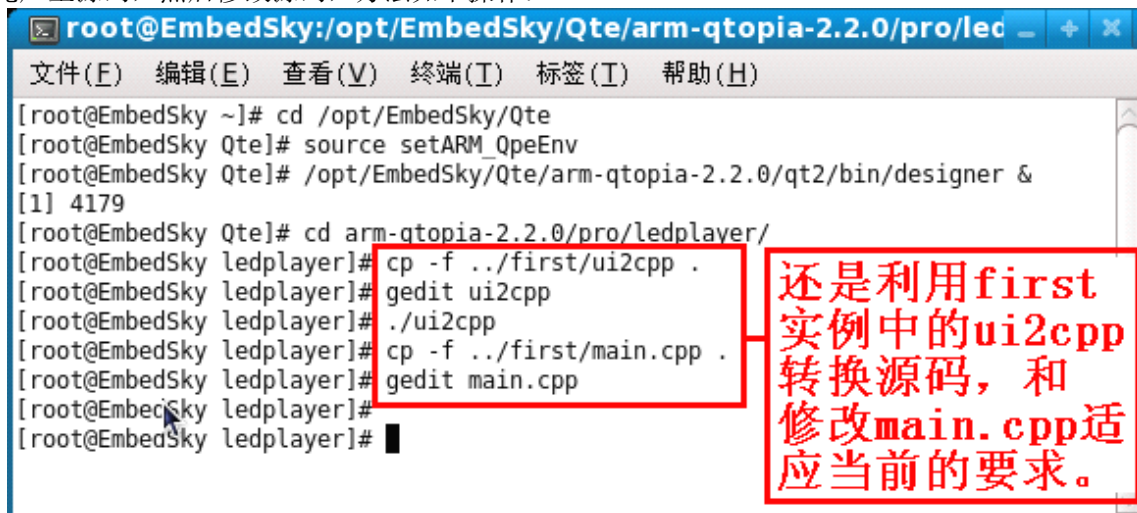 root@EmbedSky:/opt/EmbedSky/Qte/arm-qtopia-2.2.0/pro/led
文件(F) 编辑(E) 查看(V) 终端(T) 标签(T) 帮助(H)
[root@EmbedSky ~]# cd /opt/EmbedSky/Qte
[root@EmbedSky Qte]# source setARM_QpeEnv
[root@EmbedSky Qte]# /opt/EmbedSky/Qte/arm-qtopia-2.2.0/qt2/bin/designer &
[1] 4179
[root@EmbedSky Qte]# cd arm-qtopia-2.2.0/pro/ledplayer/
[root@EmbedSky ledplayer]# cp -f ../first/ui2cpp .
[root@EmbedSky ledplayer]# gedit ui2cpp
[root@EmbedSky ledplayer]# ./ui2cpp
[root@EmbedSky ledplayer]# cp -f ../first/main.cpp .
[root@EmbedSky ledplayer]# gedit main.cpp
[root@EmbedSky ledplayer]#
[root@EmbedSky ledplayer]#
还是利用first
实例中的ui2cpp
转换源码，和
修改main.cpp适
应当前的要求。